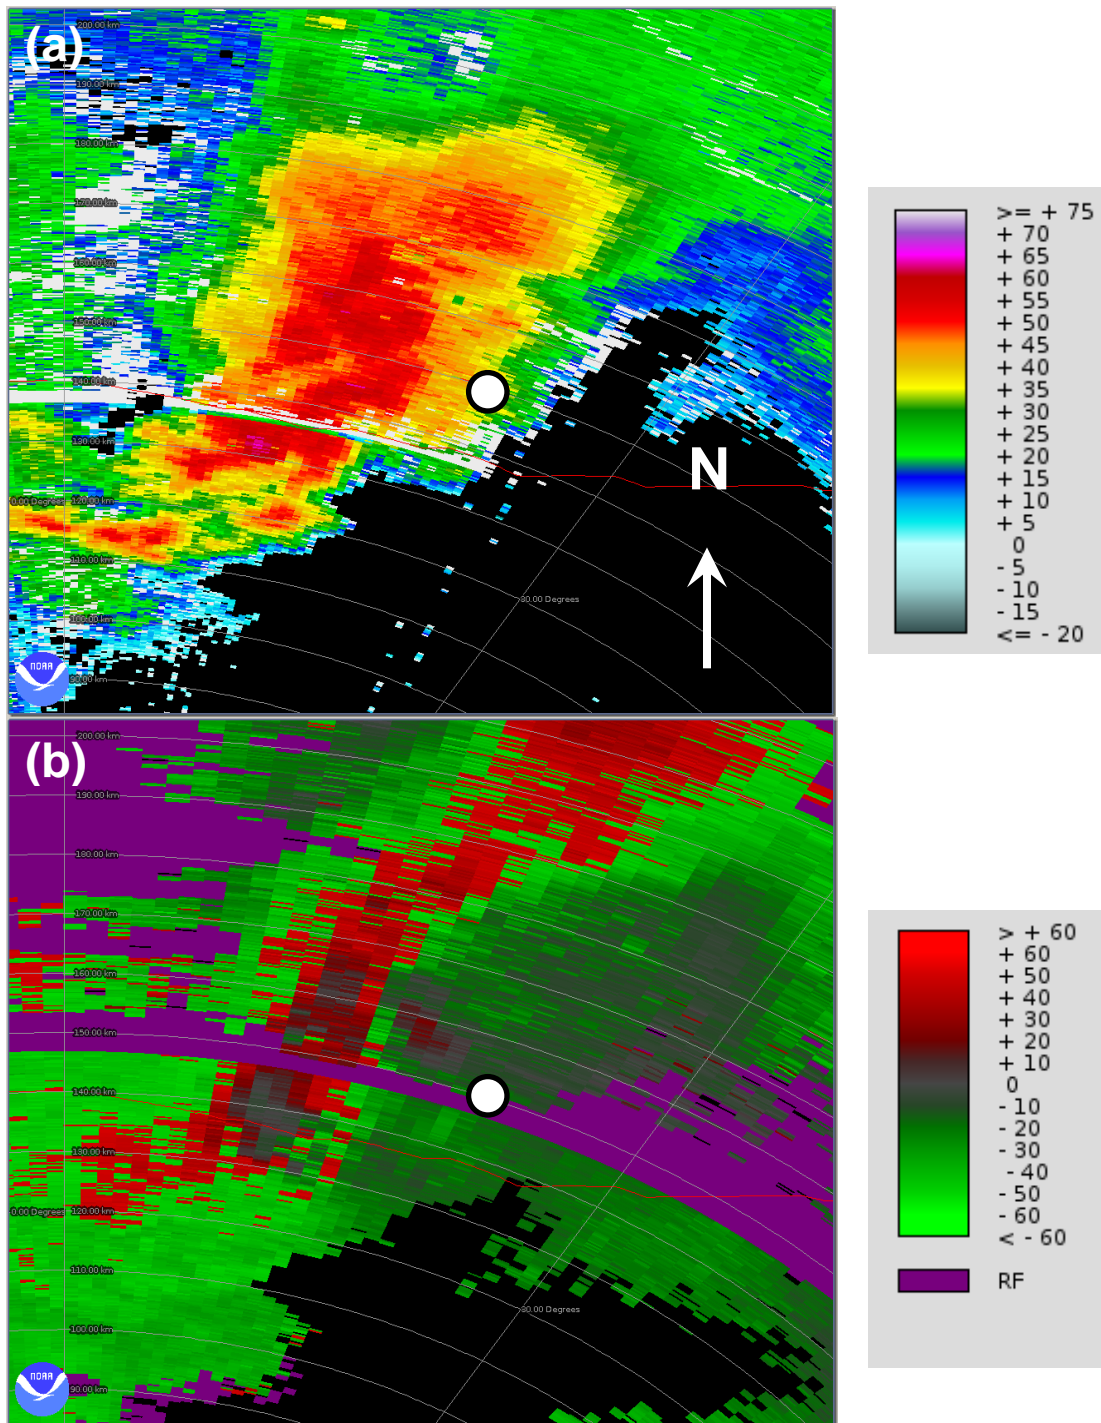 (a)
200.00 km
190.00 km
180.00 km
170.00 km
160.00 km
150.00 km
140.00 km
130.00 km
120.00 km
0.00 Degrees
110.00 km
100.00 km
90.00 km
30.00 Degrees
N
NOAA
>= + 75
+ 70
+ 65
+ 60
+ 55
+ 50
+ 45
+ 40
+ 35
+ 30
+ 25
+ 20
+ 15
+ 10
+ 5
0
- 5
- 10
- 15
<= - 20
(b)
200.00 km
190.00 km
180.00 km
170.00 km
160.00 km
150.00 km
140.00 km
130.00 km
120.00 km
0.00 Degrees
110.00 km
100.00 km
90.00 km
30.00 Degrees
NOAA
> + 60
+ 60
+ 50
+ 40
+ 30
+ 20
+ 10
0
- 10
- 20
- 30
- 40
- 50
- 60
< - 60
RF